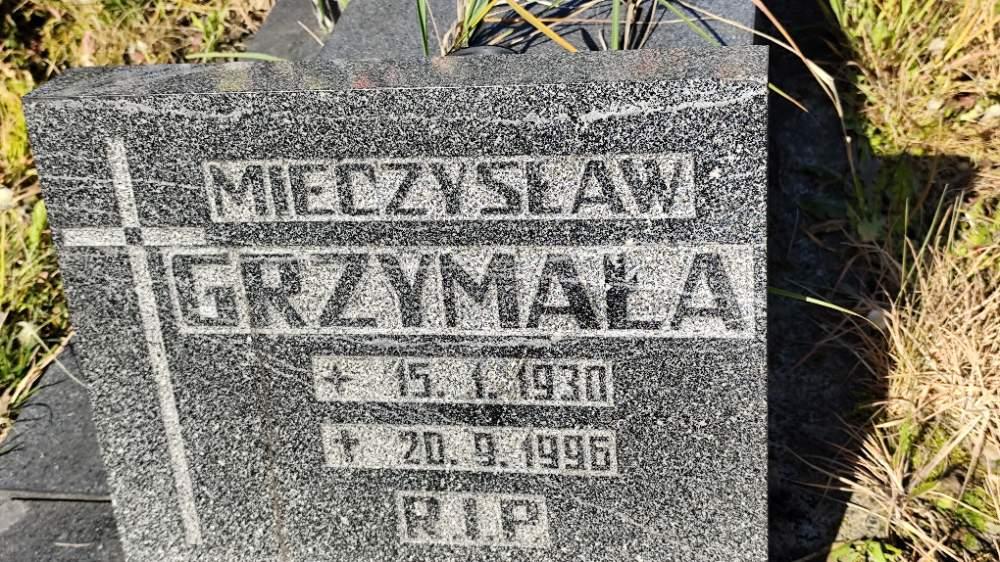 MIECZYSŁAW
GRZYMAŁA
+ 15.1.1930
✝ 20.9.1996
RIP